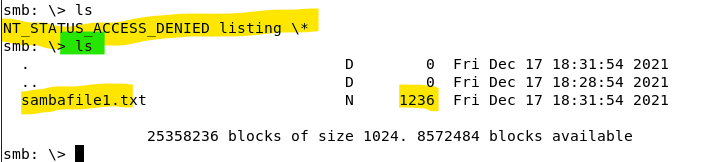 smb: \> ls
NT_STATUS_ACCESS_DENIED listing \*
smb: \> ls
. D 0 Fri Dec 17 18:31:54 2021
.. D 0 Fri Dec 17 18:28:54 2021
sambafile1.txt N 1236 Fri Dec 17 18:31:54 2021
25358236 blocks of size 1024. 8572484 blocks available
smb: \>